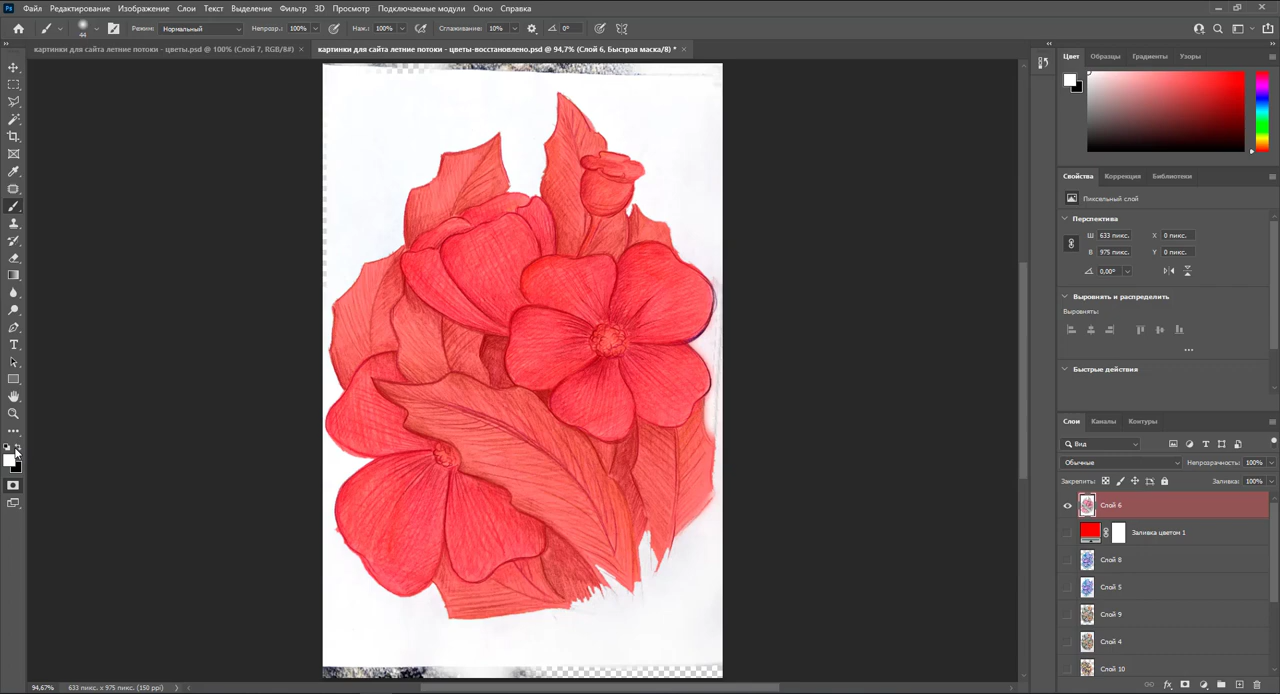 Файл Редактирование Изображение Слои Текст Выделение Фильтр 3D Просмотр Подключаемые модули Окно Справка
44 Режим: Нормальный Непрозр.: 100% Наж.: 100% Сглаживание: 10% 0°
картинки для сайта летние потоки - цветы.psd @ 100% (Слой 7, RGB/8#) × картинки для сайта летние потоки - цветы-восстановлено.psd @ 94,7% (Слой 6, Быстрая маска/8) * ×
Цвет Образцы Градиенты Узоры
Свойства Коррекция Библиотеки
Пиксельный слой
Перспектива
Ш 633 пикс. X 0 пикс.
В 975 пикс. Y 0 пикс.
0,00°
Выровнять и распределить
Выровняты:
Быстрые действия
Слои Каналы Контуры
Вид
Обычные Непрозрачность: 100%
Закрепить: Заливка: 100%
Слой 6
Заливка цветом 1
Слой 8
Слой 5
Слой 9
Слой 4
Слой 10
94,67% 633 пикс. x 975 пикс. (150 ppi)